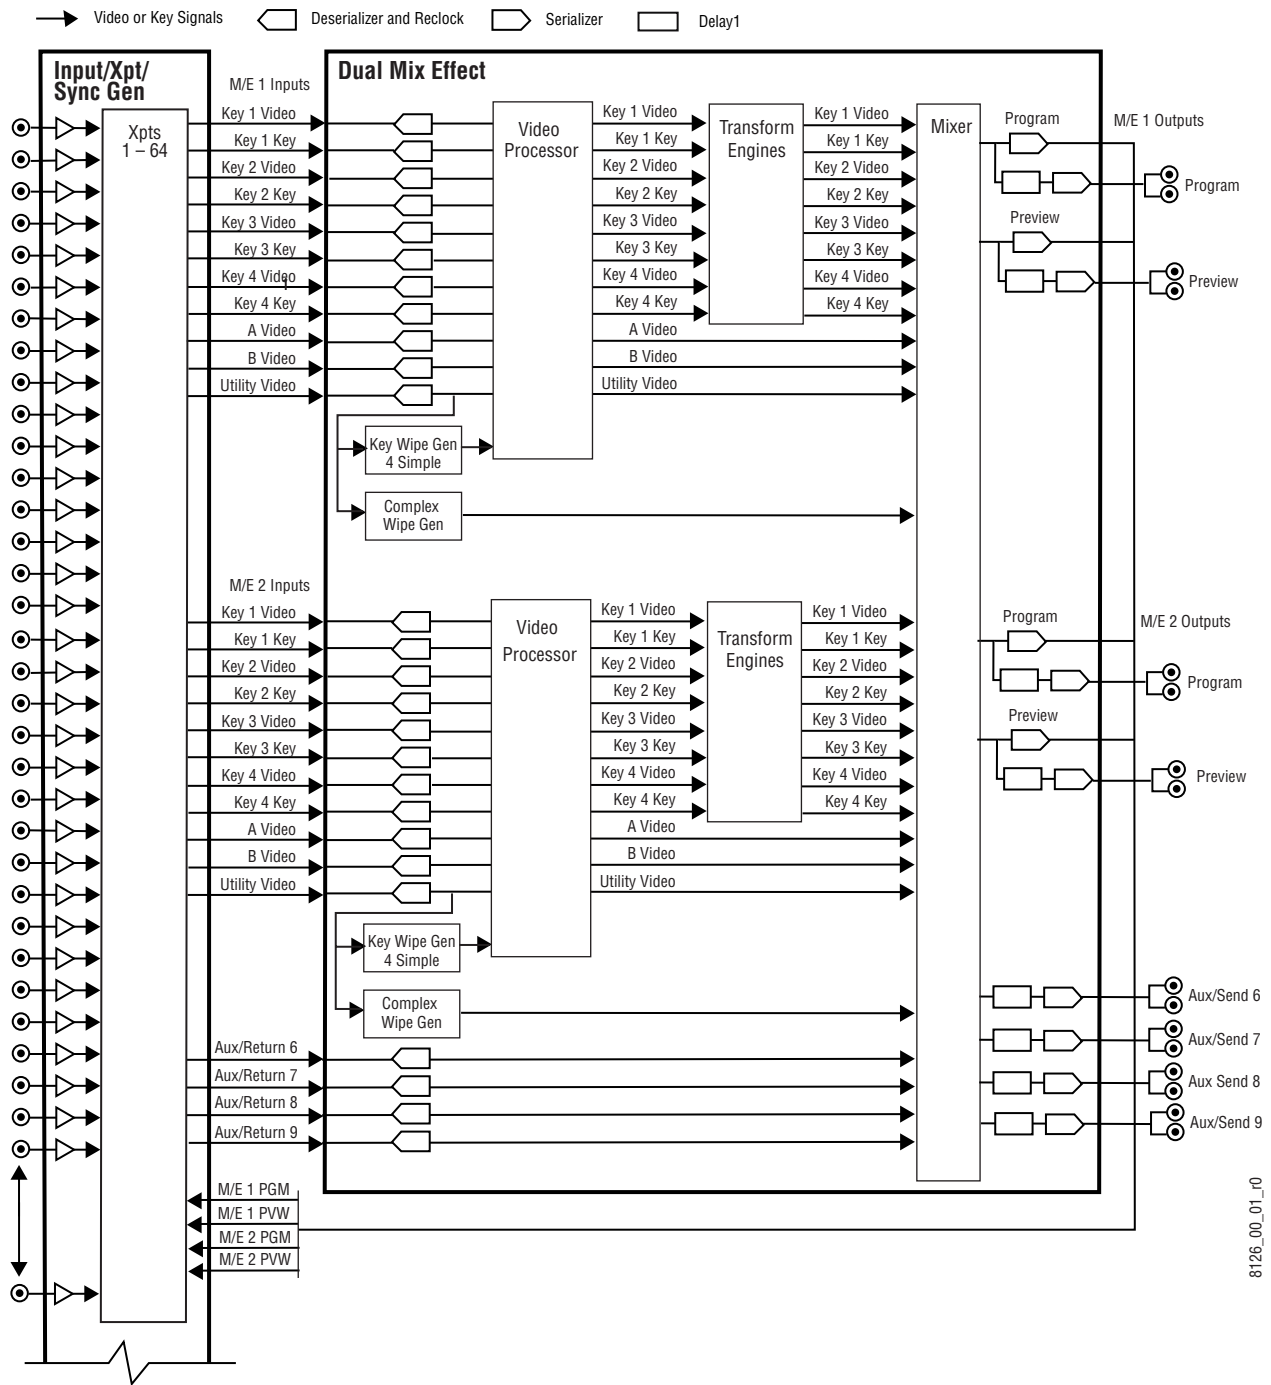 Video or Key Signals
Deserializer and Reclock
Serializer
Delay1
Input/Xpt/
Sync Gen
Dual Mix Effect
M/E 1 Inputs
Xpts
1 – 64
Key 1 Video
Key 1 Key
Key 2 Video
Key 2 Key
Key 3 Video
Key 3 Key
Key 4 Video
1
Key 4 Key
A Video
B Video
Utility Video
Video
Processor
Key 1 Video
Key 1 Key
Key 2 Video
Key 2 Key
Key 3 Video
Key 3 Key
Key 4 Video
Key 4 Key
A Video
B Video
Utility Video
Transform
Engines
Key 1 Video
Key 1 Key
Key 2 Video
Key 2 Key
Key 3 Video
Key 3 Key
Key 4 Video
Key 4 Key
Mixer
Program
M/E 1 Outputs
Program
Preview
Preview
Key Wipe Gen
4 Simple
Complex
Wipe Gen
M/E 2 Inputs
Key 1 Video
Key 1 Key
Key 2 Video
Key 2 Key
Key 3 Video
Key 3 Key
Key 4 Video
Key 4 Key
A Video
B Video
Utility Video
Video
Processor
Key 1 Video
Key 1 Key
Key 2 Video
Key 2 Key
Key 3 Video
Key 3 Key
Key 4 Video
Key 4 Key
A Video
B Video
Utility Video
Transform
Engines
Key 1 Video
Key 1 Key
Key 2 Video
Key 2 Key
Key 3 Video
Key 3 Key
Key 4 Video
Key 4 Key
Program
M/E 2 Outputs
Program
Preview
Preview
Key Wipe Gen
4 Simple
Complex
Wipe Gen
Aux/Send 6
Aux/Send 7
Aux Send 8
Aux/Send 9
Aux/Return 6
Aux/Return 7
Aux/Return 8
Aux/Return 9
M/E 1 PGM
M/E 1 PVW
M/E 2 PGM
M/E 2 PVW
8126_00_01_r0